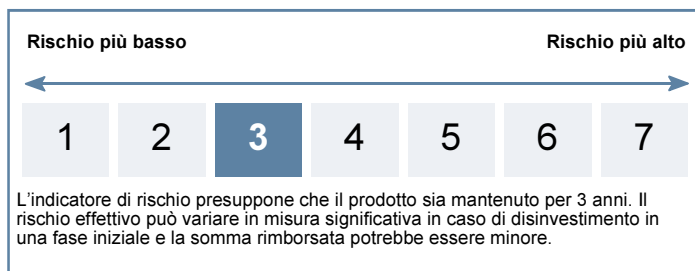 Rischio più basso Rischio più alto
1 2 3 4 5 6 7
L'indicatore di rischio presuppone che il prodotto sia mantenuto per 3 anni. Il
rischio effettivo può variare in misura significativa in caso di disinvestimento in
una fase iniziale e la somma rimborsata potrebbe essere minore.